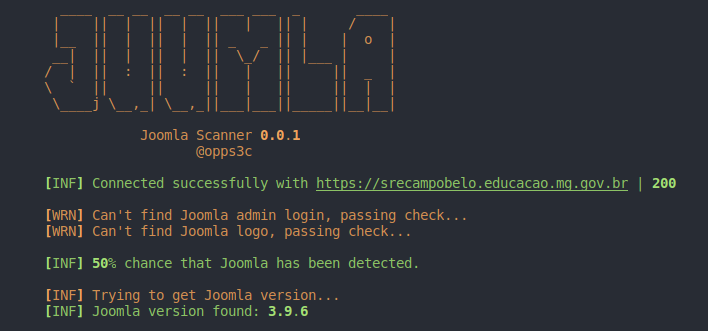 Joomla Scanner 0.0.1
@opps3c
[INF] Connected successfully with https://srecampobelo.educacao.mg.gov.br | 200
[WRN] Can't find Joomla admin login, passing check...
[WRN] Can't find Joomla logo, passing check...
[INF] 50% chance that Joomla has been detected.
[INF] Trying to get Joomla version...
[INF] Joomla version found: 3.9.6